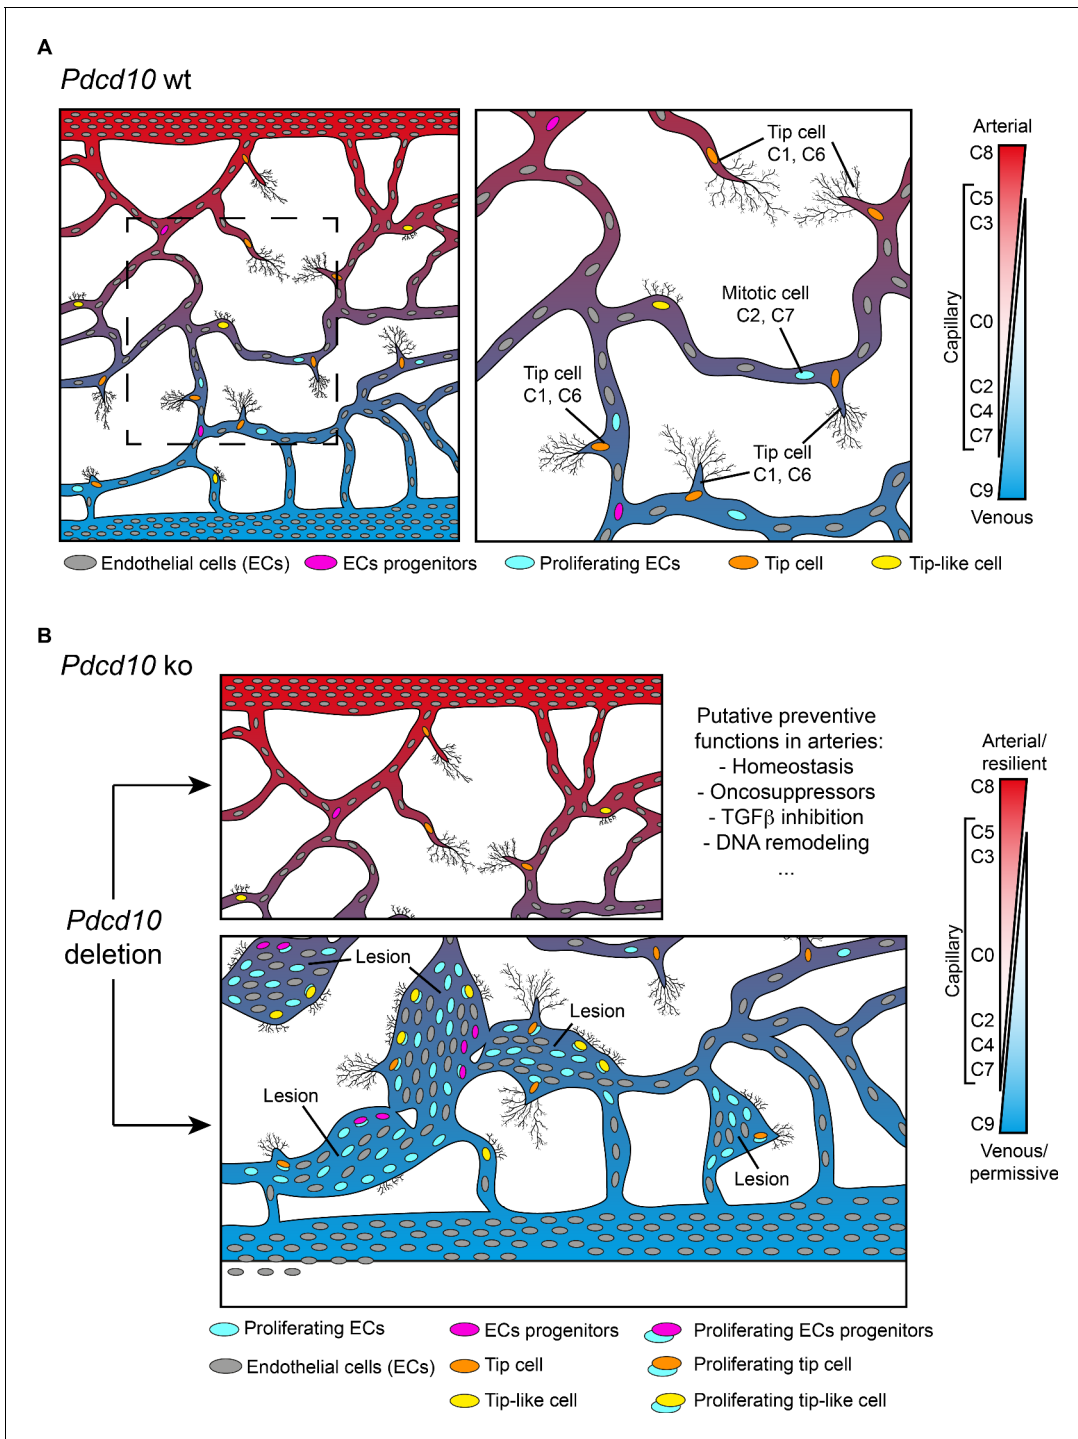 A
Pdcd10 wt
Tip cell
C1, C6
Mitotic cell
C2, C7
Tip cell
C1, C6
Tip cell
C1, C6
Arterial
C8
C5
C3
Capillary
C0
C2
C4
C7
C9
Venous
Endothelial cells (ECs)
ECs progenitors
Proliferating ECs
Tip cell
Tip-like cell
B
Pdcd10 ko
Pdcd10
deletion
Putative preventive
functions in arteries:
- Homeostasis
- Oncosuppressors
- TGFβ inhibition
- DNA remodeling
...
Lesion
Lesion
Lesion
Lesion
Arterial/
resilient
C8
C5
C3
Capillary
C0
C2
C4
C7
C9
Venous/
permissive
Proliferating ECs
ECs progenitors
Proliferating ECs progenitors
Endothelial cells (ECs)
Tip cell
Proliferating tip cell
Tip-like cell
Proliferating tip-like cell